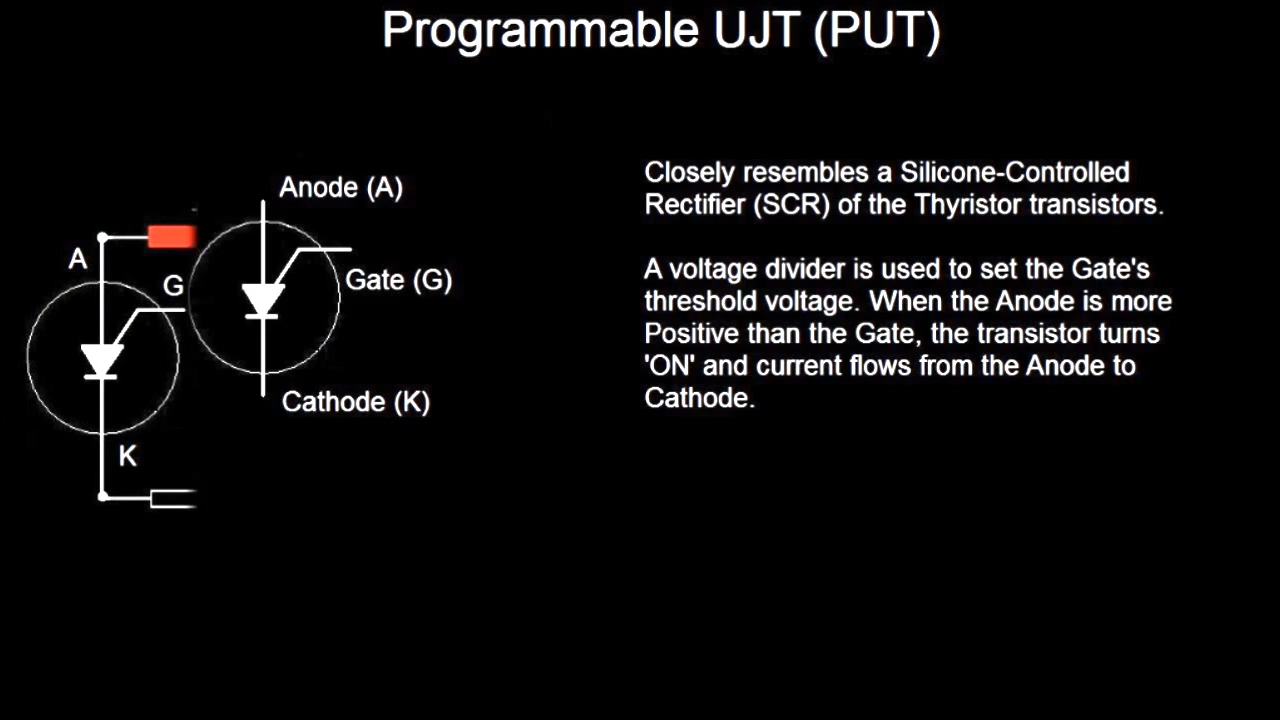 Programmable UJT (PUT)
Anode (A)
A
G
Gate (G)
Cathode (K)
K
Closely resembles a Silicone-Controlled
Rectifier (SCR) of the Thyristor transistors.
A voltage divider is used to set the Gate's
threshold voltage. When the Anode is more
Positive than the Gate, the transistor turns
'ON' and current flows from the Anode to
Cathode.